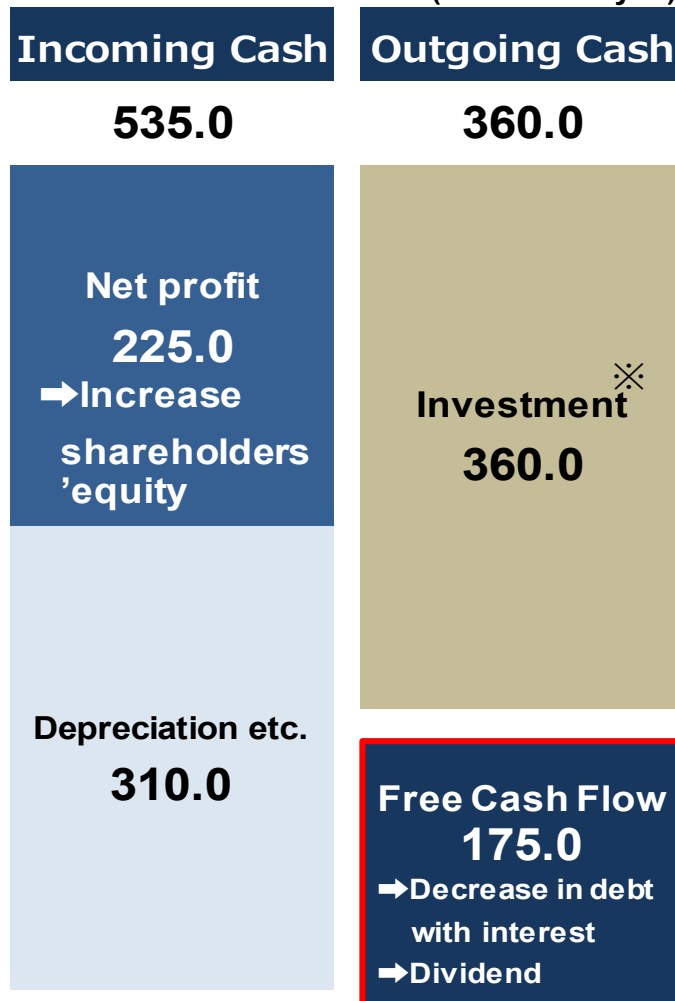 Incoming Cash
535.0
Net profit
225.0
➡Increase
shareholders
’equity
Depreciation etc.
310.0
Outgoing Cash
360.0
Investment※
360.0
Free Cash Flow
175.0
➡Decrease in debt
with interest
➡Dividend